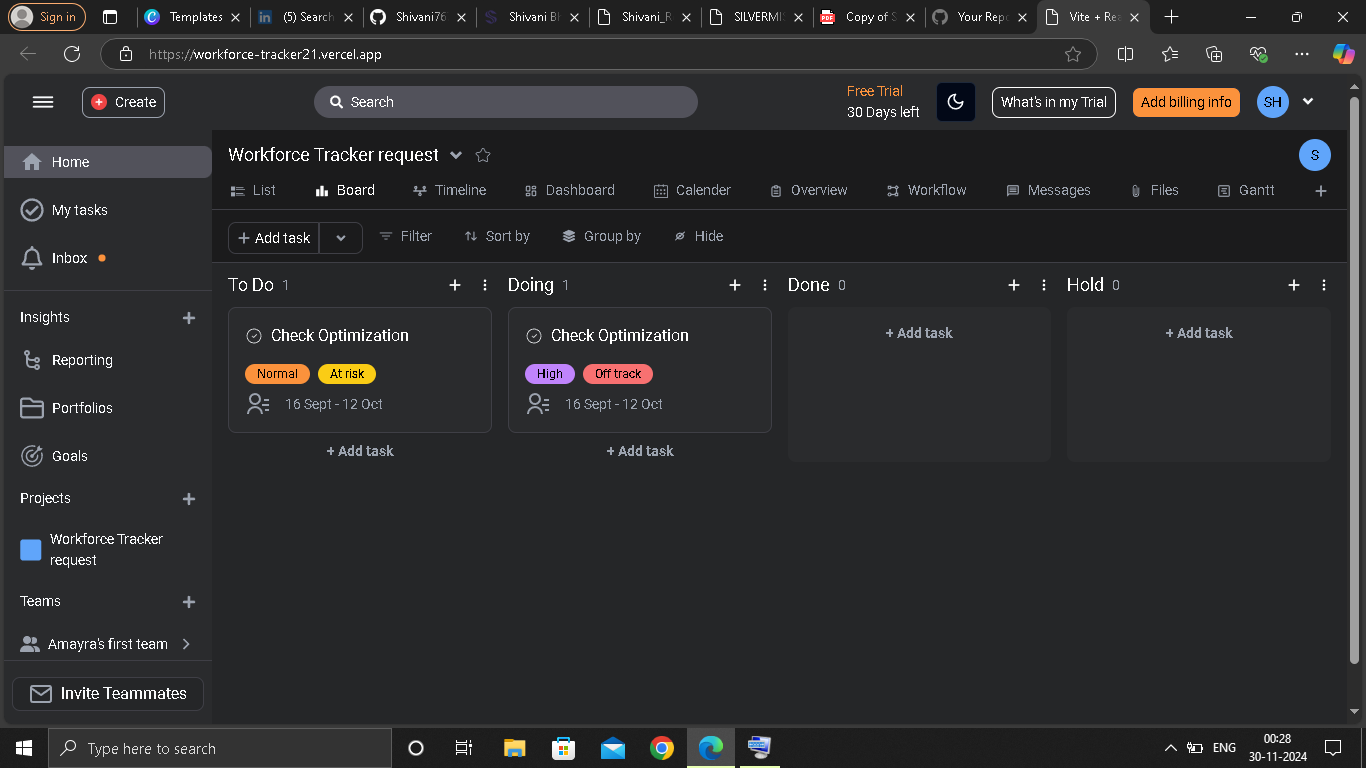 Sign in
Templates
(5) Search
Shivani76
Shivani Bh
Shivani_R
SILVERMI
Copy of S
Your Repo
Vite + Rea
https://workforce-tracker21.vercel.app
Create
Search
Free Trial
30 Days left
What's in my Trial
Add billing info
SH
Home
My tasks
Inbox
Insights
Reporting
Portfolios
Goals
Projects
Workforce Tracker
request
Teams
Amayra's first team
Invite Teammates
Workforce Tracker request
S
List
Board
Timeline
Dashboard
Calender
Overview
Workflow
Messages
Files
Gantt
+
+ Add task
Filter
Sort by
Group by
Hide
To Do 1
Check Optimization
Normal
At risk
16 Sept - 12 Oct
+ Add task
Doing 1
Check Optimization
High
Off track
16 Sept - 12 Oct
+ Add task
Done 0
+ Add task
Hold 0
+ Add task
Type here to search
ENG
00:28
30-11-2024